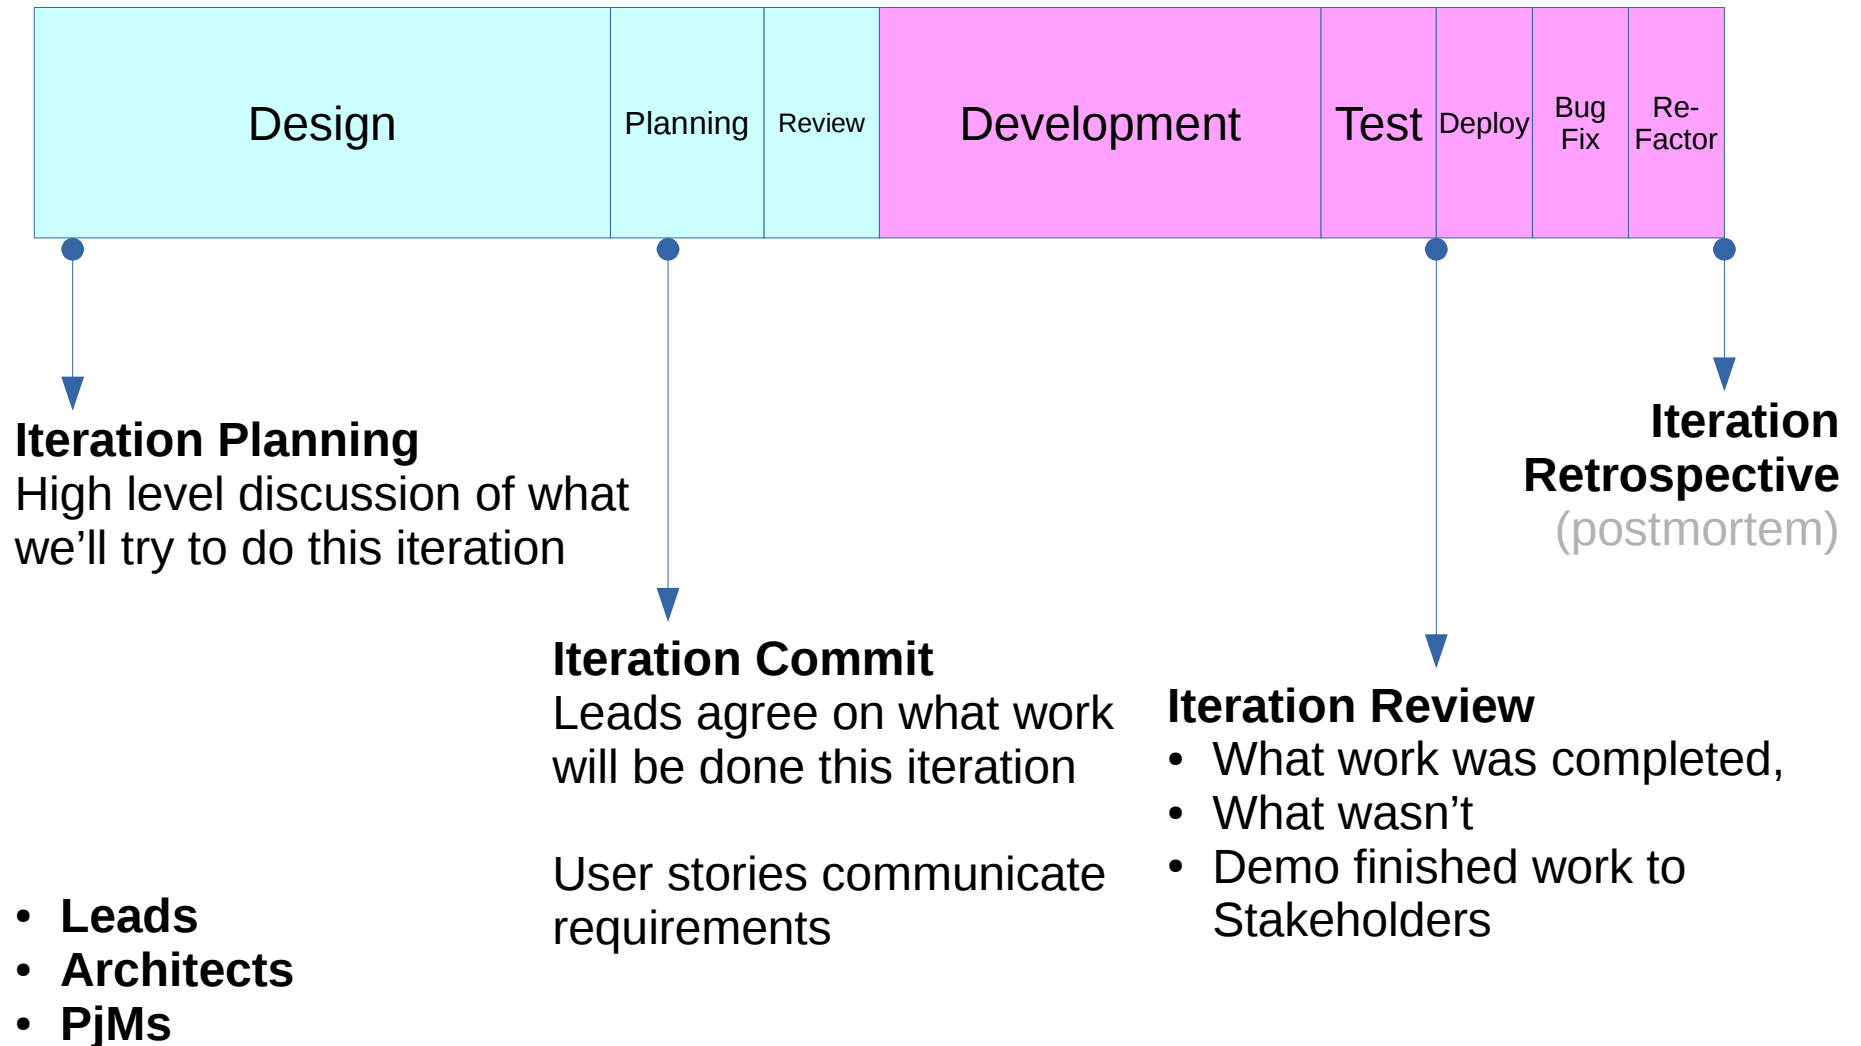 Design
Planning
Review
Development
Test
Deploy
Bug
Fix
Re-
Factor
Iteration Planning
High level discussion of what
we’ll try to do this iteration
Iteration
Retrospective
(postmortem)
Iteration Commit
Leads agree on what work
will be done this iteration
User stories communicate
requirements
Iteration Review
• What work was completed,
• What wasn’t
• Demo finished work to
Stakeholders
• Leads
• Architects
• PjMs